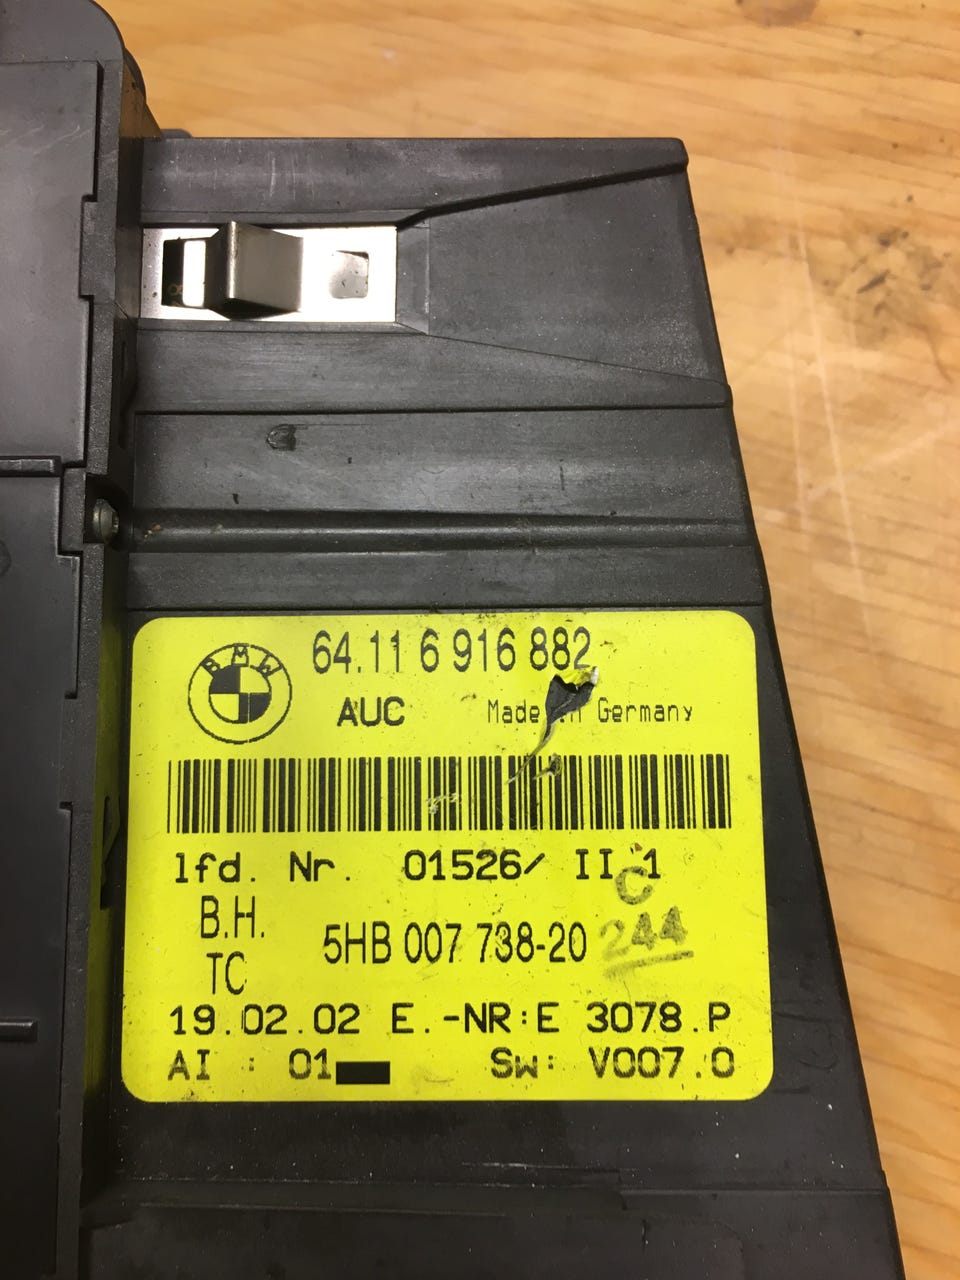 BMW
64.11 6 916 882
AUC Made in Germany
lfd. Nr. 01526/ II 1
C
B.H.
5HB 007 738-20 244
TC
19.02.02 E.-NR:E 3078.P
AI : 01 Sw: V007.0